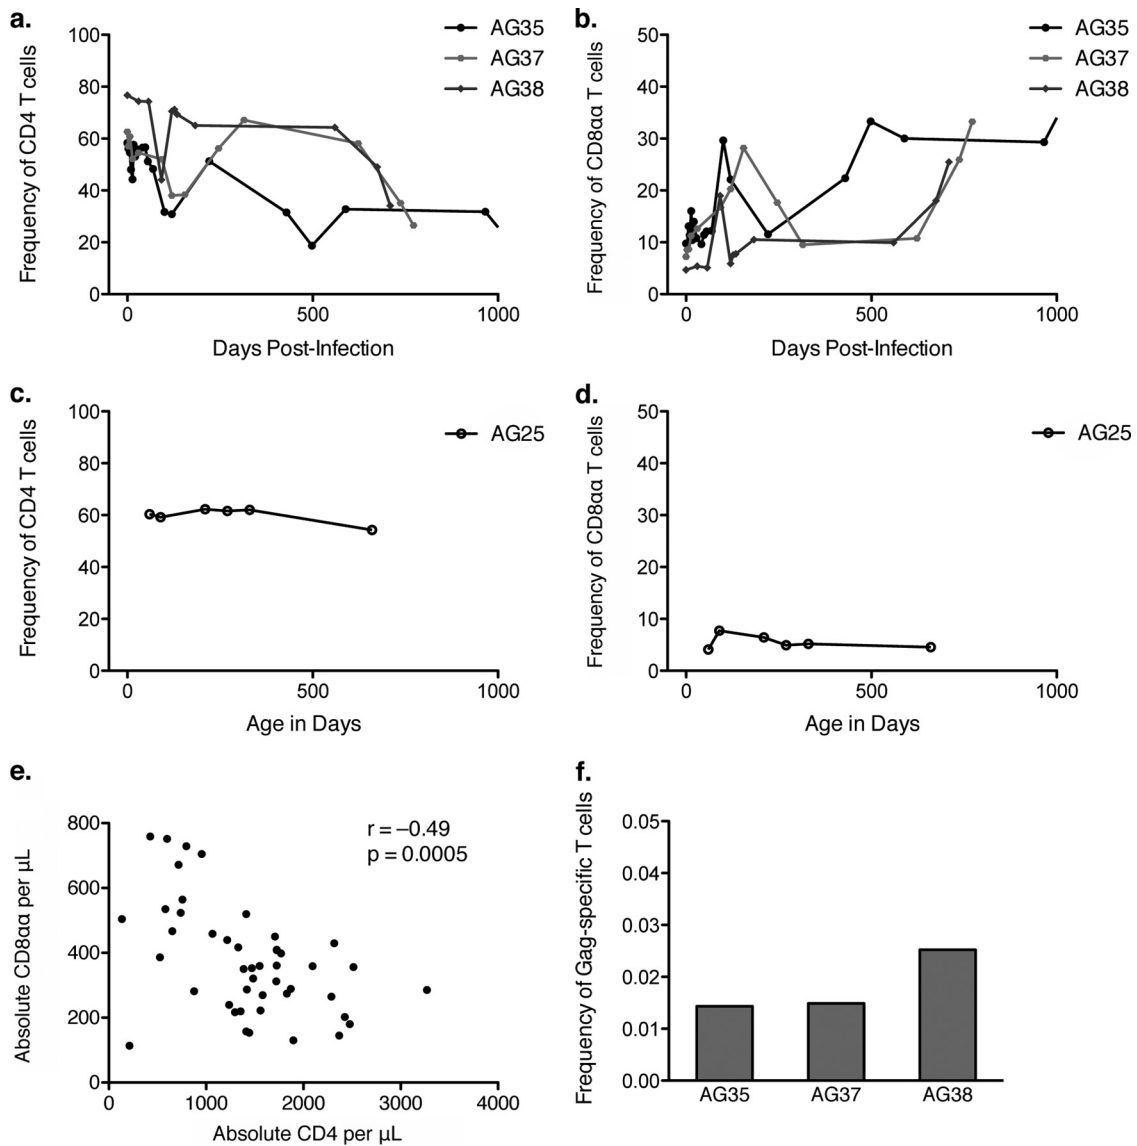 a.
Frequency of CD4 T cells
100
80
60
40
20
0
0 500 1000
Days Post-Infection
AG35
AG37
AG38
b.
Frequency of CD8αα T cells
50
40
30
20
10
0
0 500 1000
Days Post-Infection
AG35
AG37
AG38
c.
Frequency of CD4 T cells
100
80
60
40
20
0
0 500 1000
Age in Days
AG25
d.
Frequency of CD8αα T cells
50
40
30
20
10
0
0 500 1000
Age in Days
AG25
e.
Absolute CD8αα per µL
800
600
400
200
0
0 1000 2000 3000 4000
Absolute CD4 per µL
r = –0.49
p = 0.0005
f.
Frequency of Gag-specific T cells
0.05
0.04
0.03
0.02
0.01
0.00
AG35 AG37 AG38